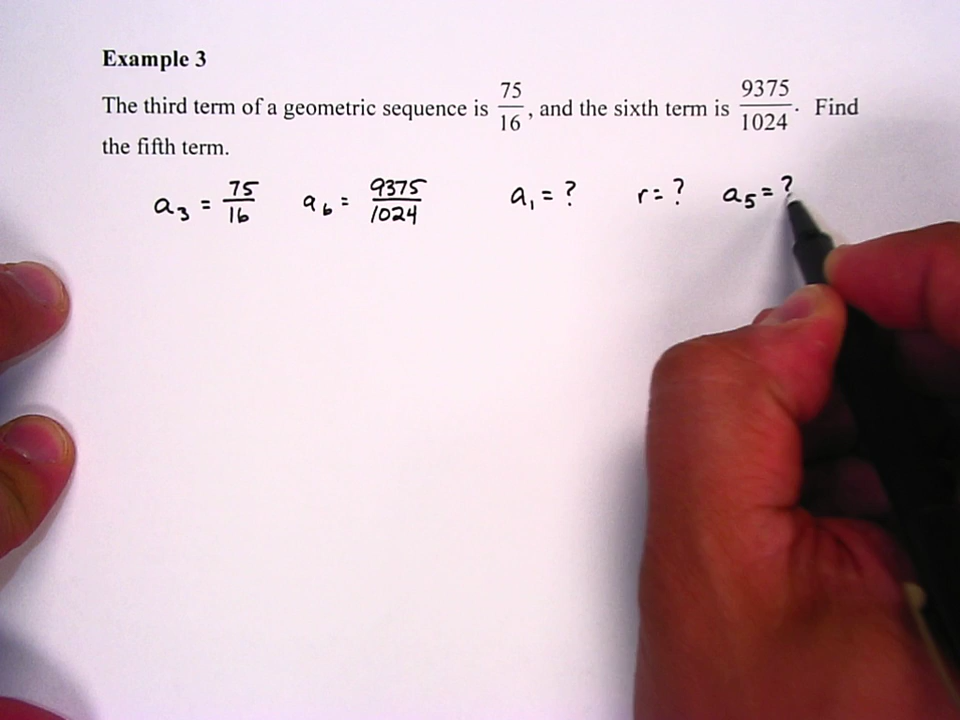 Example 3
The third term of a geometric sequence is 75/16, and the sixth term is 9375/1024. Find
the fifth term.
a₃ = 75/16 a₆ = 9375/1024 a₁ = ? r = ? a₅ = ?